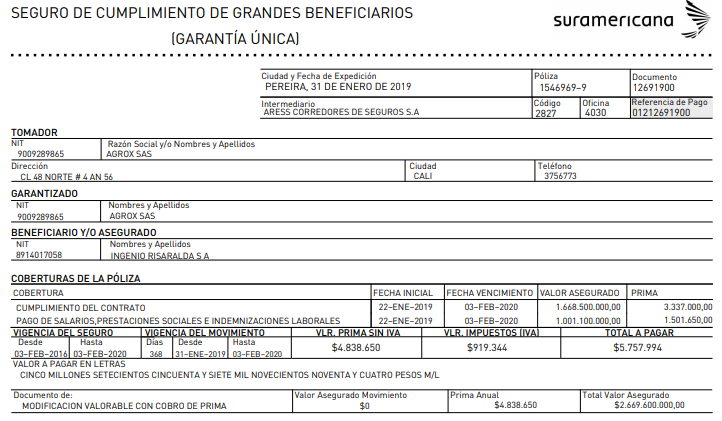 SEGURO DE CUMPLIMIENTO DE GRANDES BENEFICIARIOS
(GARANTÍA ÚNICA)
suramericana
Ciudad y Fecha de Expedición Póliza Documento
PEREIRA, 31 DE ENERO DE 2019 1546969-9 12691900
Intermediario Código Oficina Referencia de Pago
ARESS CORREDORES DE SEGUROS S.A 2827 4030 01212691900
TOMADOR
NIT Razón Social y/o Nombres y Apellidos
9009289865 AGROX SAS
Dirección Ciudad Teléfono
CL 48 NORTE # 4 AN 56 CALI 3756773
GARANTIZADO
NIT Nombres y Apellidos
9009289865 AGROX SAS
BENEFICIARIO Y/O ASEGURADO
NIT Nombres y Apellidos
8914017058 INGENIO RISARALDA S A
COBERTURAS DE LA PÓLIZA
COBERTURA FECHA INICIAL FECHA VENCIMIENTO VALOR ASEGURADO PRIMA
CUMPLIMIENTO DEL CONTRATO 22-ENE-2019 03-FEB-2020 1.668.500.000,00 3.337.000,00
PAGO DE SALARIOS,PRESTACIONES SOCIALES E INDEMNIZACIONES LABORALES 22-ENE-2019 03-FEB-2020 1.001.100.000,00 1.501.650,00
VIGENCIA DEL SEGURO VIGENCIA DEL MOVIMIENTO VLR. PRIMA SIN IVA VLR. IMPUESTOS (IVA) TOTAL A PAGAR
Desde Hasta Días Desde Hasta
03-FEB-2016 03-FEB-2020 368 31-ENE-2019 03-FEB-2020 $4.838.650 $919.344 $5.757.994
VALOR A PAGAR EN LETRAS
CINCO MILLONES SETECIENTOS CINCUENTA Y SIETE MIL NOVECIENTOS NOVENTA Y CUATRO PESOS M/L
Documento de: Valor Asegurado Movimiento Prima Anual Total Valor Asegurado
MODIFICACION VALORABLE CON COBRO DE PRIMA $0 $4.838.650 $2.669.600.000,00